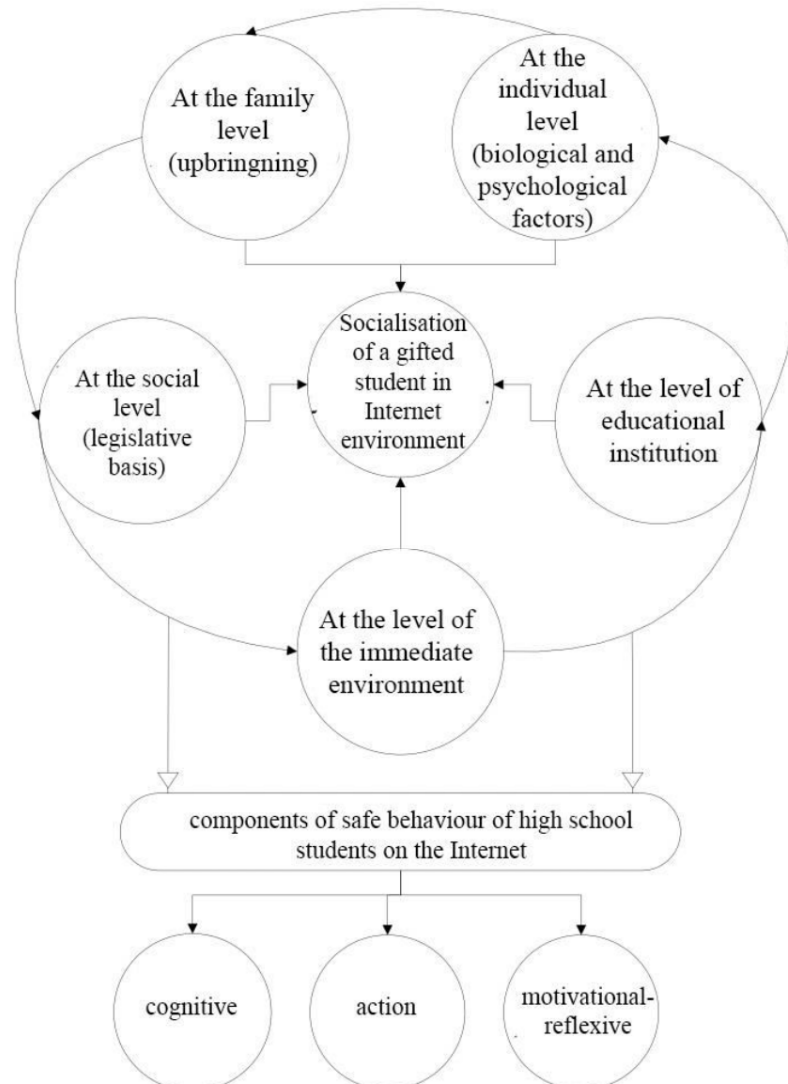 At the family
level
(upbringning)
At the
individual
level
(biological and
psychological
factors)
Socialisation
of a gifted
student in
Internet
environment
At the social
level
(legislative
basis)
At the level of
educational
institution
At the level of
the immediate
environment
components of safe behaviour of high school
students on the Internet
cognitive
action
motivational-
reflexive